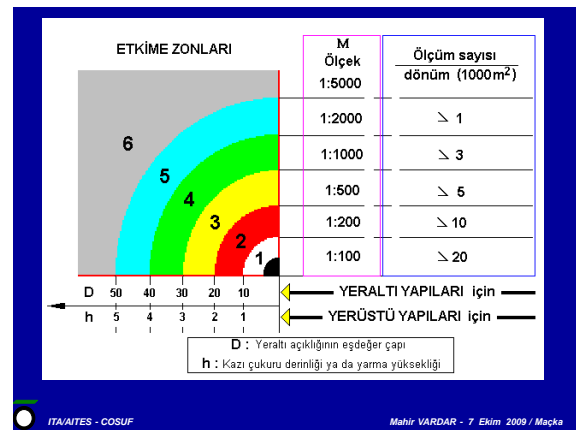 ETKİME ZONLARI
M
Ölçek
1:5000
Ölçüm sayısı
dönüm (1000m²)
6
1:2000
1
5
1:1000
3
4
1:500
5
3
1:200
10
2
1:100
20
1
D 50 40 30 20 10
YERALTI YAPILARI için
h 5 4 3 2 1
YERÜSTÜ YAPILARI için
D : Yeraltı açıklığının eşdeğer çapı
h : Kazı çukuru derinliği ya da yarma yüksekliği
ITA/AITES - COSUF
Mahir VARDAR - 7 Ekim 2009 / Maçka